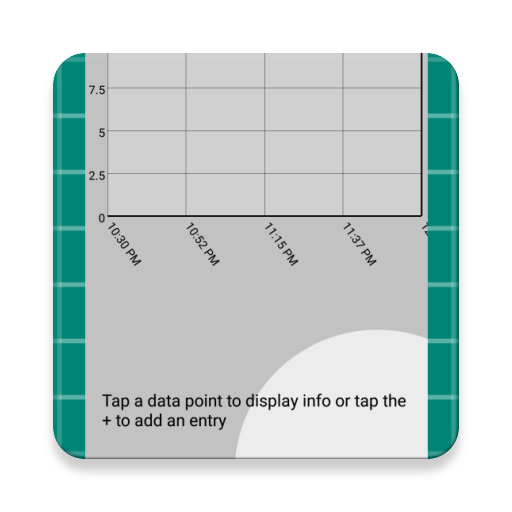 7.5
5
2.5
0
10:30 PM
10:52 PM
11:15 PM
11:37 PM
Tap a data point to display info or tap the
+ to add an entry